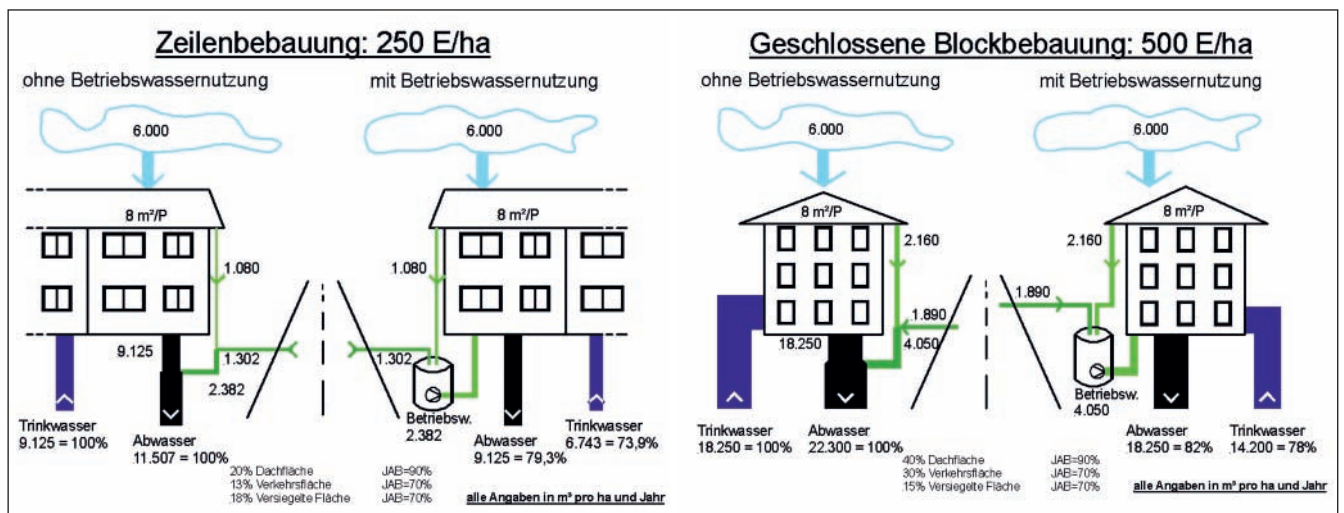 Zeilenbebauung: 250 E/ha
ohne Betriebswassernutzung
mit Betriebswassernutzung
6.000
6.000
8 m²/P
8 m²/P
1.080
1.080
9.125
1.302
2.382
1.302
Betriebsw.
2.382
Trinkwasser
9.125 = 100%
Abwasser
11.507 = 100%
Abwasser
9.125 = 79,3%
Trinkwasser
6.743 = 73,9%
20% Dachfläche JAB=90%
13% Verkehrsfläche JAB=70%
18% Versiegelte Fläche JAB=70%
alle Angaben in m³ pro ha und Jahr
Geschlossene Blockbebauung: 500 E/ha
ohne Betriebswassernutzung
mit Betriebswassernutzung
6.000
6.000
8 m²/P
8 m²/P
2.160
2.160
1.890
1.890
18.250
4.050
Betriebsw.
4.050
Trinkwasser
18.250 = 100%
Abwasser
22.300 = 100%
Abwasser
18.250 = 82%
Trinkwasser
14.200 = 78%
40% Dachfläche JAB=90%
30% Verkehrsfläche JAB=70%
15% Versiegelte Fläche JAB=70%
alle Angaben in m³ pro ha und Jahr